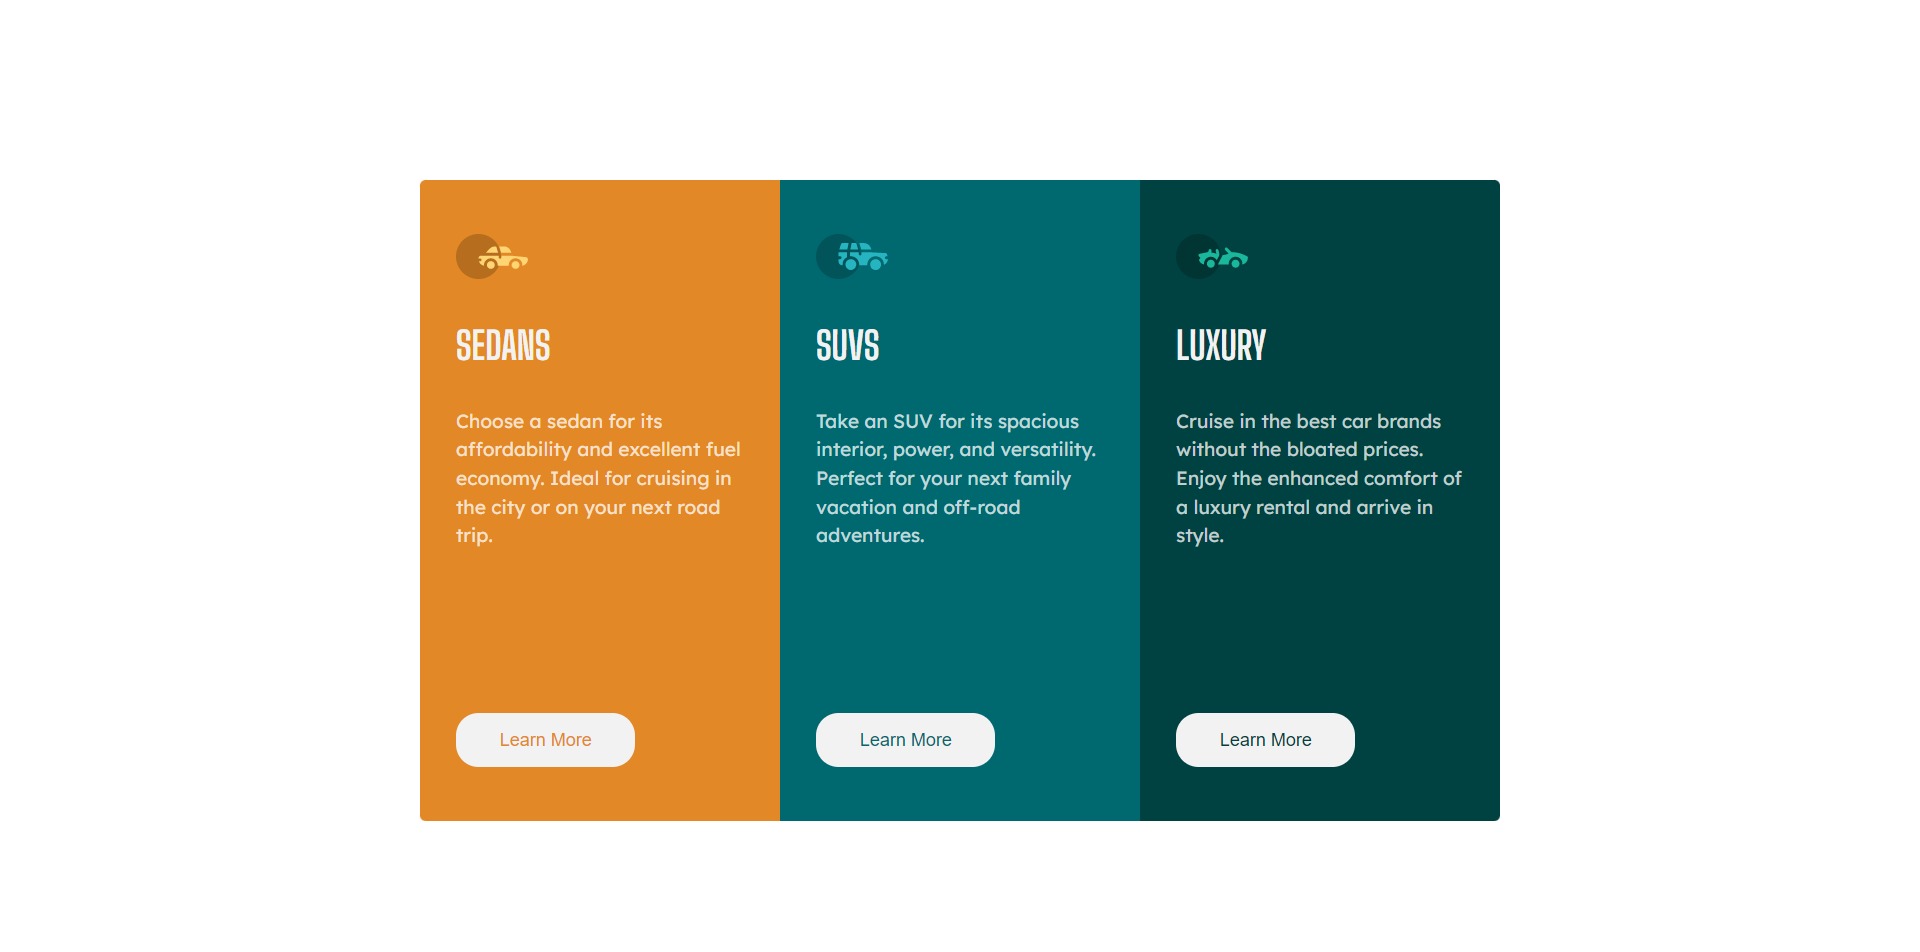 SEDANS
Choose a sedan for its
affordability and excellent fuel
economy. Ideal for cruising in
the city or on your next road
trip.
Learn More
SUVS
Take an SUV for its spacious
interior, power, and versatility.
Perfect for your next family
vacation and off-road
adventures.
Learn More
LUXURY
Cruise in the best car brands
without the bloated prices.
Enjoy the enhanced comfort of
a luxury rental and arrive in
style.
Learn More